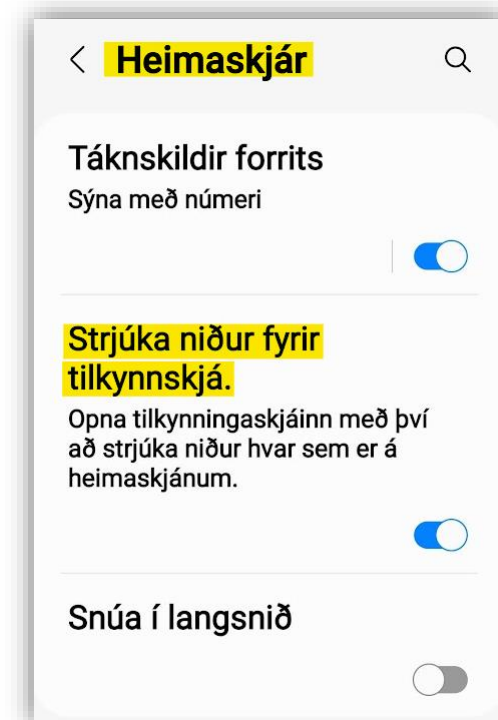 Heimaskjár
Táknskildir forrits
Sýna með númeri
Strjúka niður fyrir
tilkynnskjá.
Opna tilkynningaskjáinn með því
að strjúka niður hvar sem er á
heimaskjánum.
Snúa í langsnið